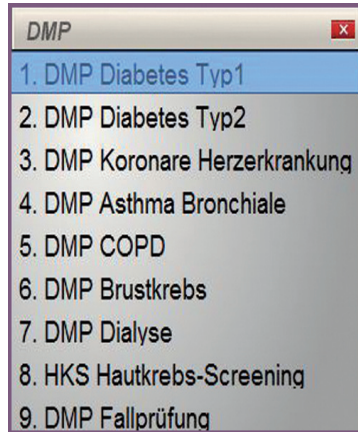 DMP
1. DMP Diabetes Typ1
2. DMP Diabetes Typ2
3. DMP Koronare Herzerkrankung
4. DMP Asthma Bronchiale
5. DMP COPD
6. DMP Brustkrebs
7. DMP Dialyse
8. HKS Hautkrebs-Screening
9. DMP Fallprüfung